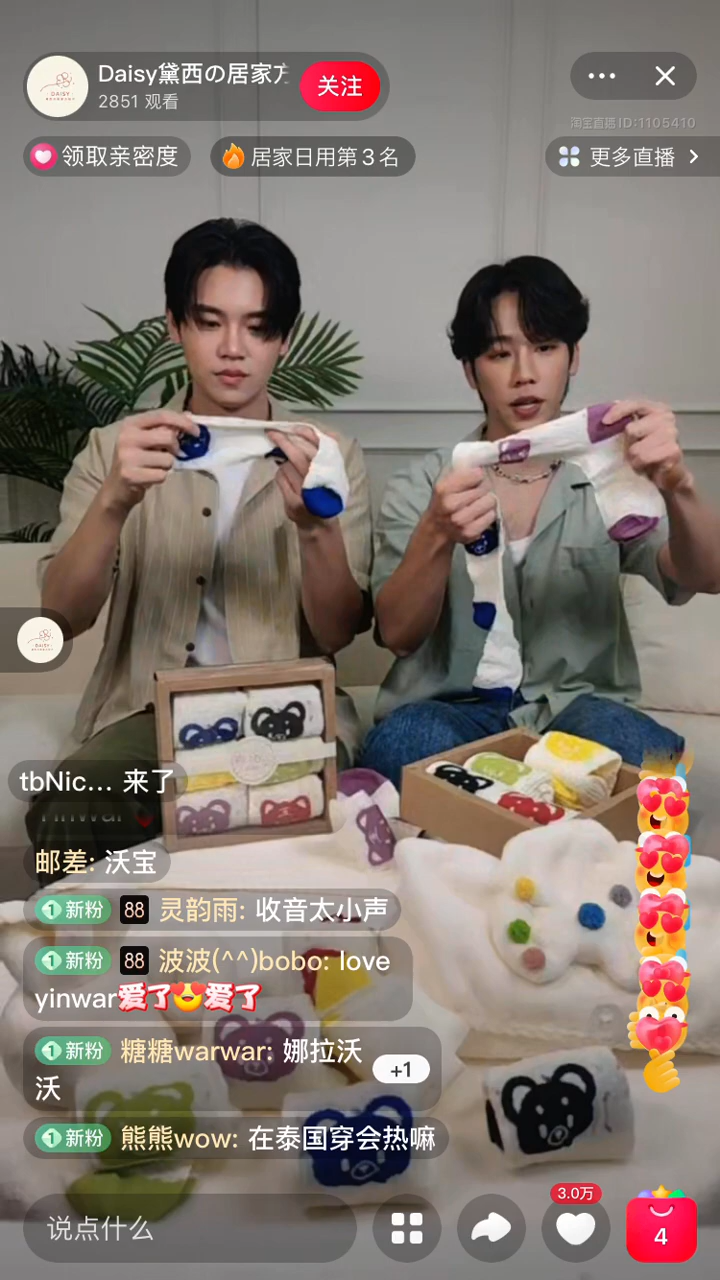 Daisy黛西の居家方
2851 观看
关注
淘宝直播ID:1105410
领取亲密度
居家日用第3名
更多直播
DAISY
DAISY
tbNic... 来了
YinWar
邮差: 沃宝
新粉 88 灵韵雨: 收音太小声
新粉 88 波波(^^)bobo: love
yinwar爱了爱了
新粉 糖糖warwar: 娜拉沃
沃
+1
新粉 熊熊wow: 在泰国穿会热嘛
说点什么
3.0万
4